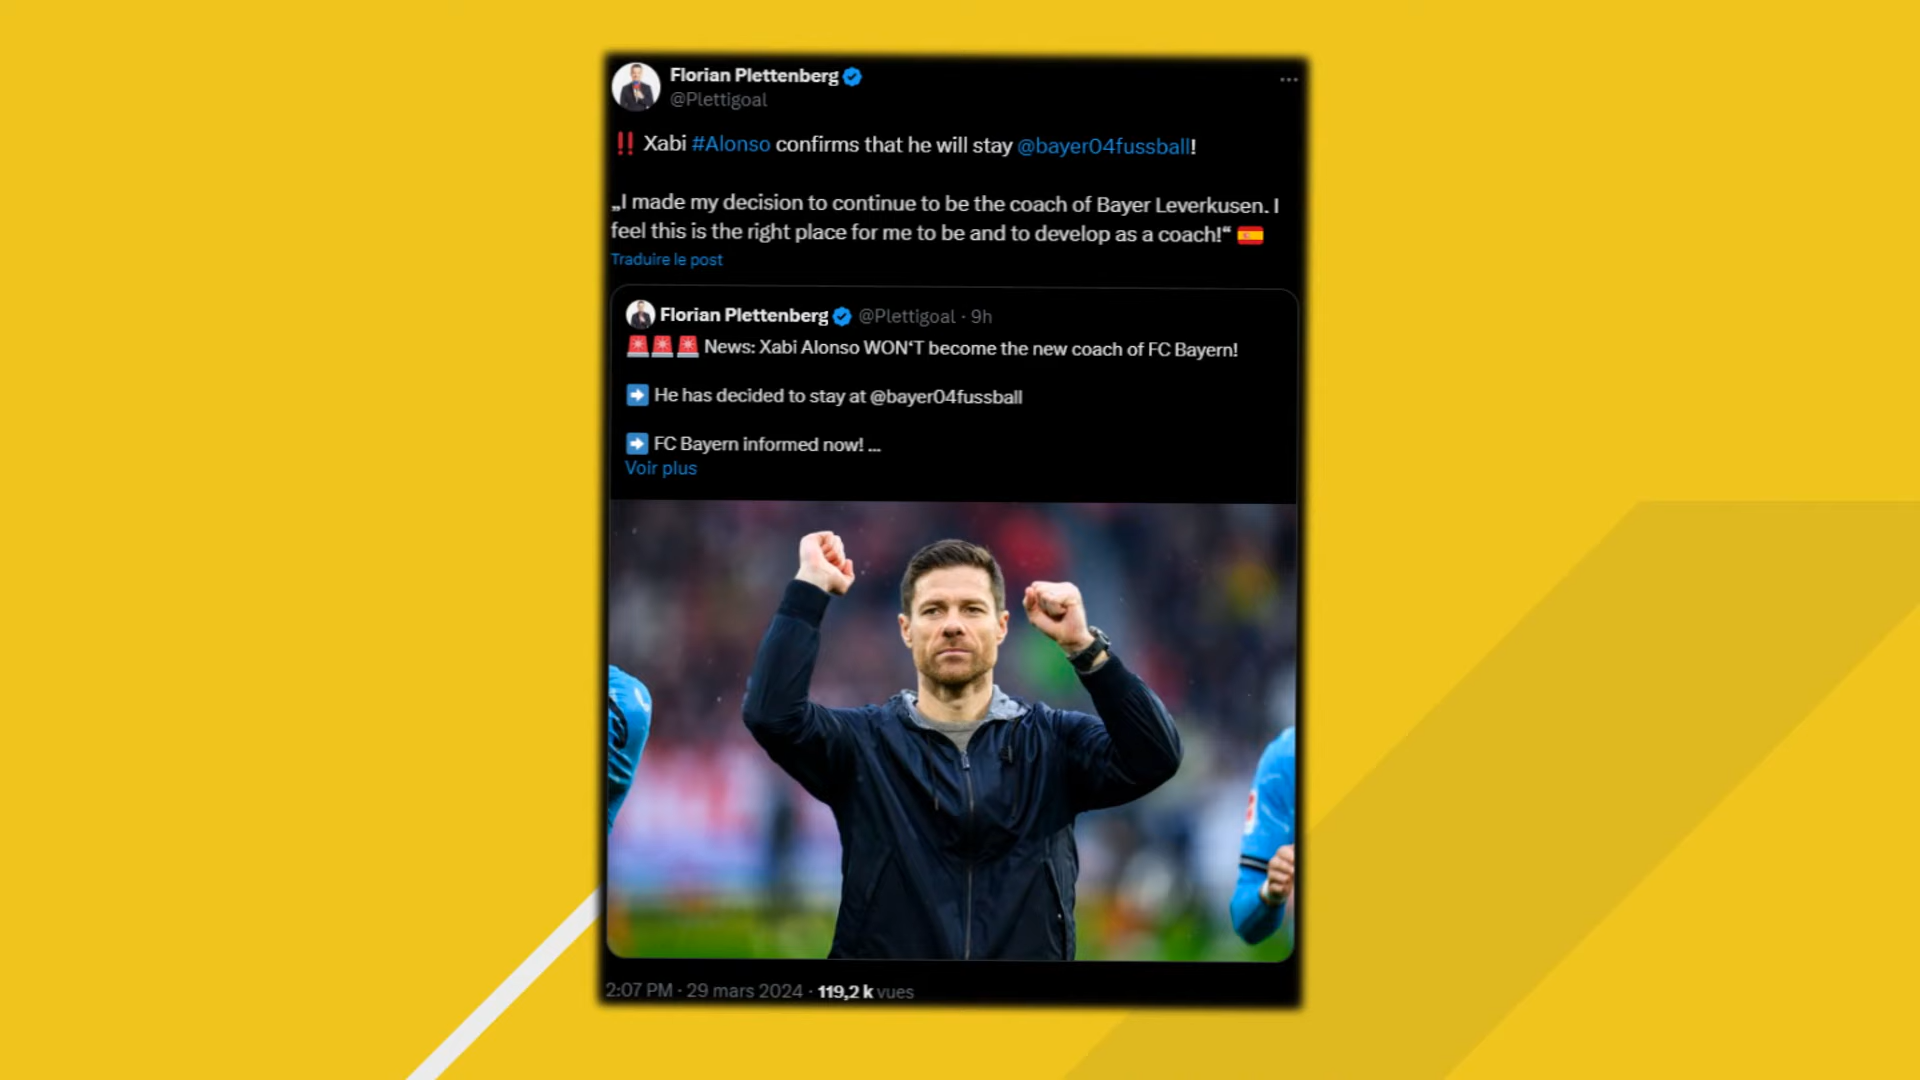 Florian Plettenberg
@Plettigoal
‼️ Xabi #Alonso confirms that he will stay @bayer04fussball!
„I made my decision to continue to be the coach of Bayer Leverkusen. I
feel this is the right place for me to be and to develop as a coach!“ 🇪🇸
Traduire le post
Florian Plettenberg @Plettigoal · 9h
🚨🚨🚨 News: Xabi Alonso WON‘T become the new coach of FC Bayern!
➡️ He has decided to stay at @bayer04fussball
➡️ FC Bayern informed now! ...
Voir plus
2:07 PM · 29 mars 2024 · 119,2 k vues